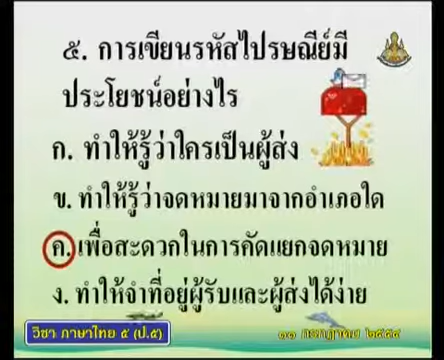 ๕. การเขียนรหัสไปรษณีย์มี
ประโยชน์อย่างไร
ก. ทำให้รู้ว่าใครเป็นผู้ส่ง
ข. ทำให้รู้ว่าจดหมายมาจากอำเภอใด
ค. เพื่อสะดวกในการคัดแยกจดหมาย
ง. ทำให้จำที่อยู่ผู้รับและผู้ส่งได้ง่าย
วิชา ภาษาไทย ๕ (ป.๕)
๑๑ กรกฎาคม ๒๕๕๔